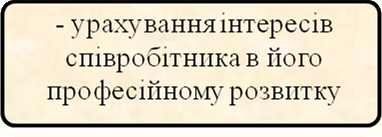 - урахування інтересів
співробітника в його
професійному розвитку